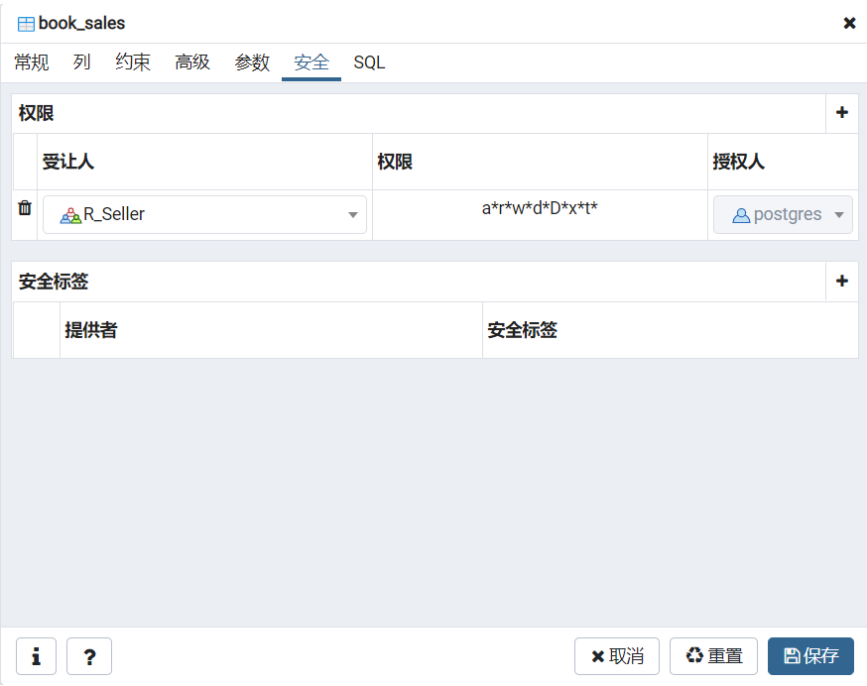 book_sales
常规 列 约束 高级 参数 安全 SQL
权限
受让人 权限 授权人
R_Seller a*r*w*d*D*x*t* postgres
安全标签
提供者 安全标签
i ? 取消 重置 保存